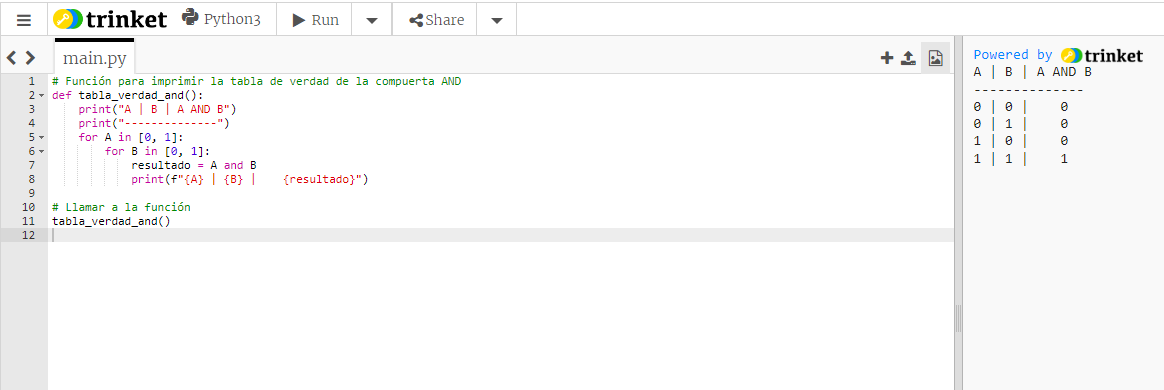 trinket Python3 Run Share
main.py
1 # Función para imprimir la tabla de verdad de la compuerta AND
2 def tabla_verdad_and():
3     print("A | B | A AND B")
4     print("--------------")
5     for A in [0, 1]:
6         for B in [0, 1]:
7             resultado = A and B
8             print(f"{A} | {B} |    {resultado}")
9
10 # Llamar a la función
11 tabla_verdad_and()
12
Powered by trinket
A | B | A AND B
--------------
0 | 0 |    0
0 | 1 |    0
1 | 0 |    0
1 | 1 |    1